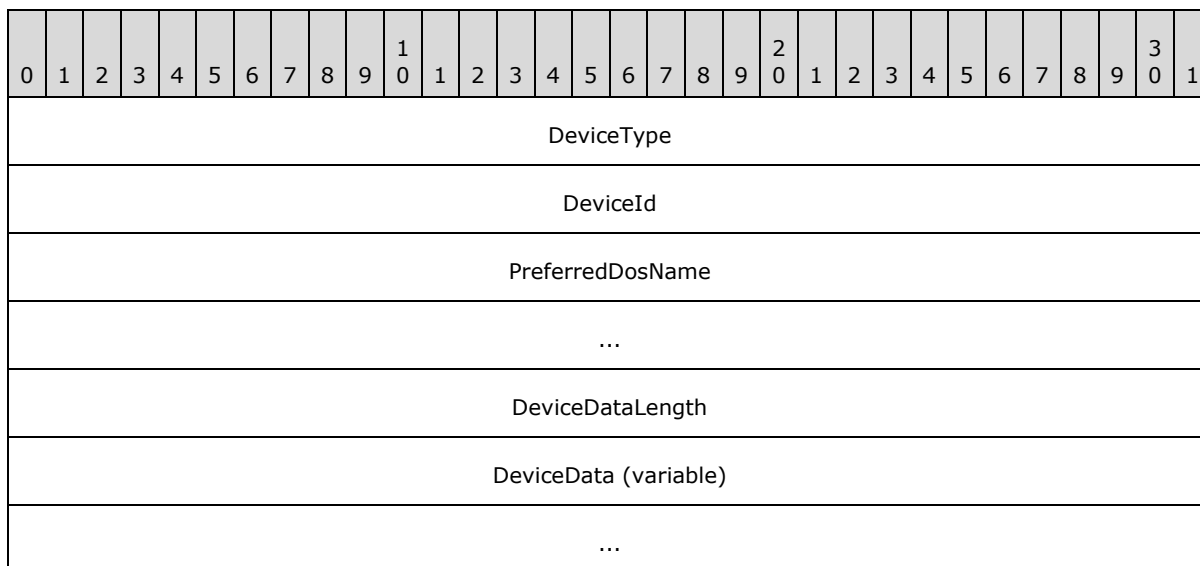 0 1 2 3 4 5 6 7 8 9 1 0 1 2 3 4 5 6 7 8 9 2 0 1 2 3 4 5 6 7 8 9 3 0 1
DeviceType
DeviceId
PreferredDosName
...
DeviceDataLength
DeviceData (variable)
...